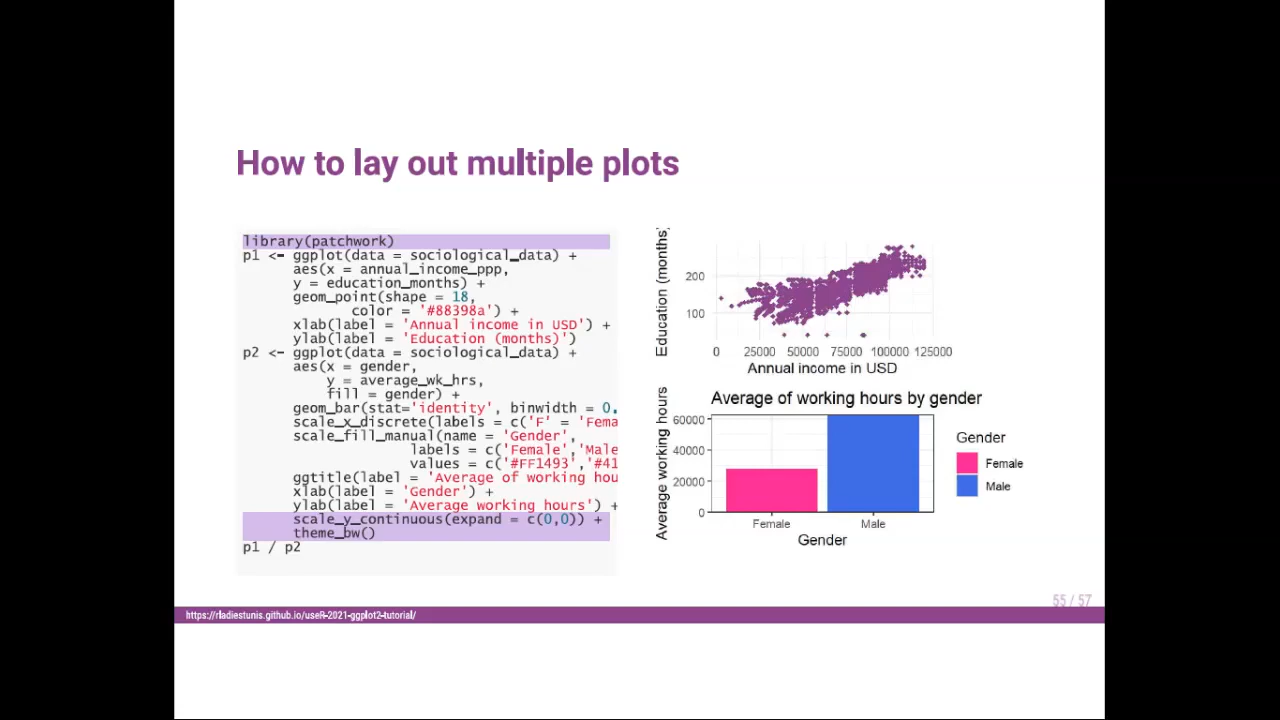 How to lay out multiple plots
library(patchwork)
p1 <- ggplot(data = sociological_data) +
aes(x = annual_income_ppp,
y = education_months) +
geom_point(shape = 18,
color = '#88398a') +
xlab(label = 'Annual income in USD') +
ylab(label = 'Education (months)')
p2 <- ggplot(data = sociological_data) +
aes(x = gender,
y = average_wk_hrs,
fill = gender) +
geom_bar(stat='identity', binwidth = 0.
scale_x_discrete(labels = c('F' = 'Fema
scale_fill_manual(name = 'Gender',
labels = c('Female','Male
values = c('#FF1493','#41
ggtitle(label = 'Average of working hou
xlab(label = 'Gender') +
ylab(label = 'Average working hours') +
scale_y_continuous(expand = c(0,0)) +
theme_bw()
p1 / p2
Education (months)
200
100
0 25000 50000 75000 100000 125000
Annual income in USD
Average of working hours by gender
Average working hours
60000
40000
20000
0
Female Male
Gender
Gender
Female
Male
55 / 57
https://rladiestunis.github.io/useR-2021-ggplot2-tutorial/